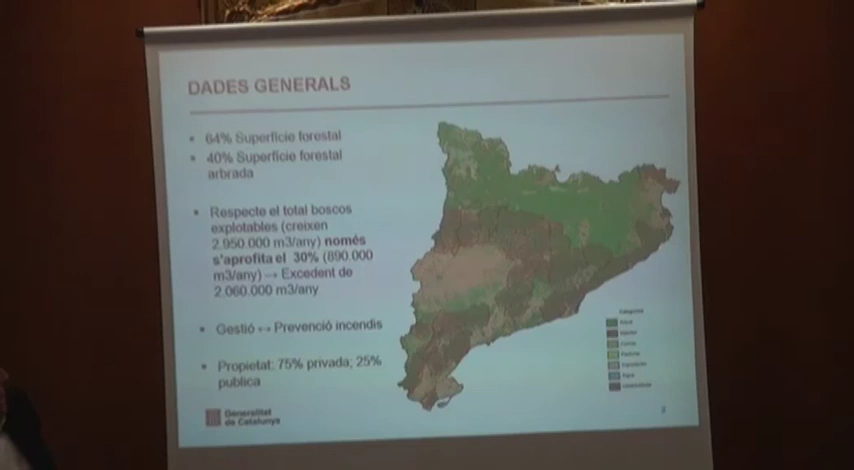 DADES GENERALS
• 64% Superfície forestal
• 40% Superfície forestal
arbrada
• Respecte el total boscos
explotables (creixen
2.950.000 m3/any) només
s'aprofita el 30% (890.000
m3/any) → Excedent de
2.060.000 m3/any
• Gestió ↔ Prevenció incendis
• Propietat: 75% privada; 25%
publica
Generalitat
de Catalunya
2